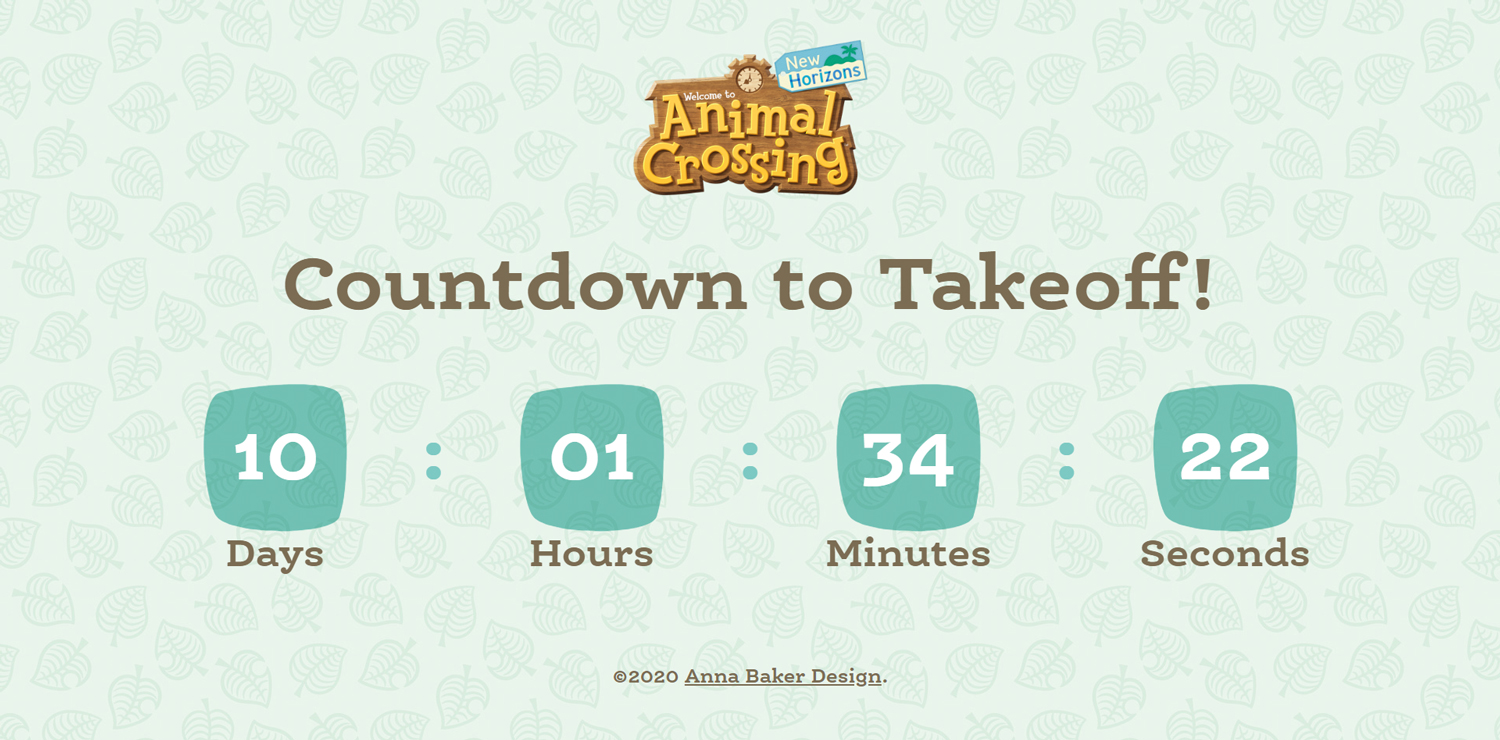 New
Horizons
Welcome to
Animal
Crossing
Countdown to Takeoff!
10 : 01 : 34 : 22
Days Hours Minutes Seconds
©2020 Anna Baker Design.